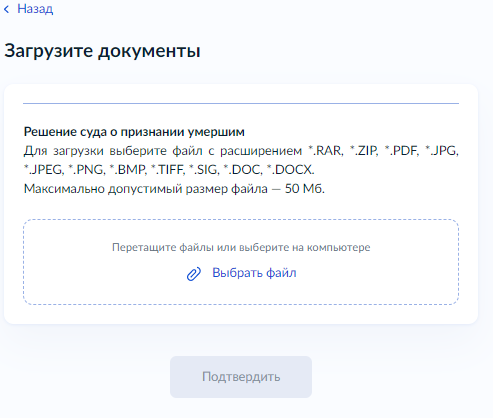 Назад
Загрузите документы
Решение суда о признании умершим
Для загрузки выберите файл с расширением *.RAR, *.ZIP, *.PDF, *.JPG,
*.JPEG, *.PNG, *.BMP, *.TIFF, *.SIG, *.DOC, *.DOCX.
Максимально допустимый размер файла — 50 Мб.
Перетащите файлы или выберите на компьютере
Выбрать файл
Подтвердить